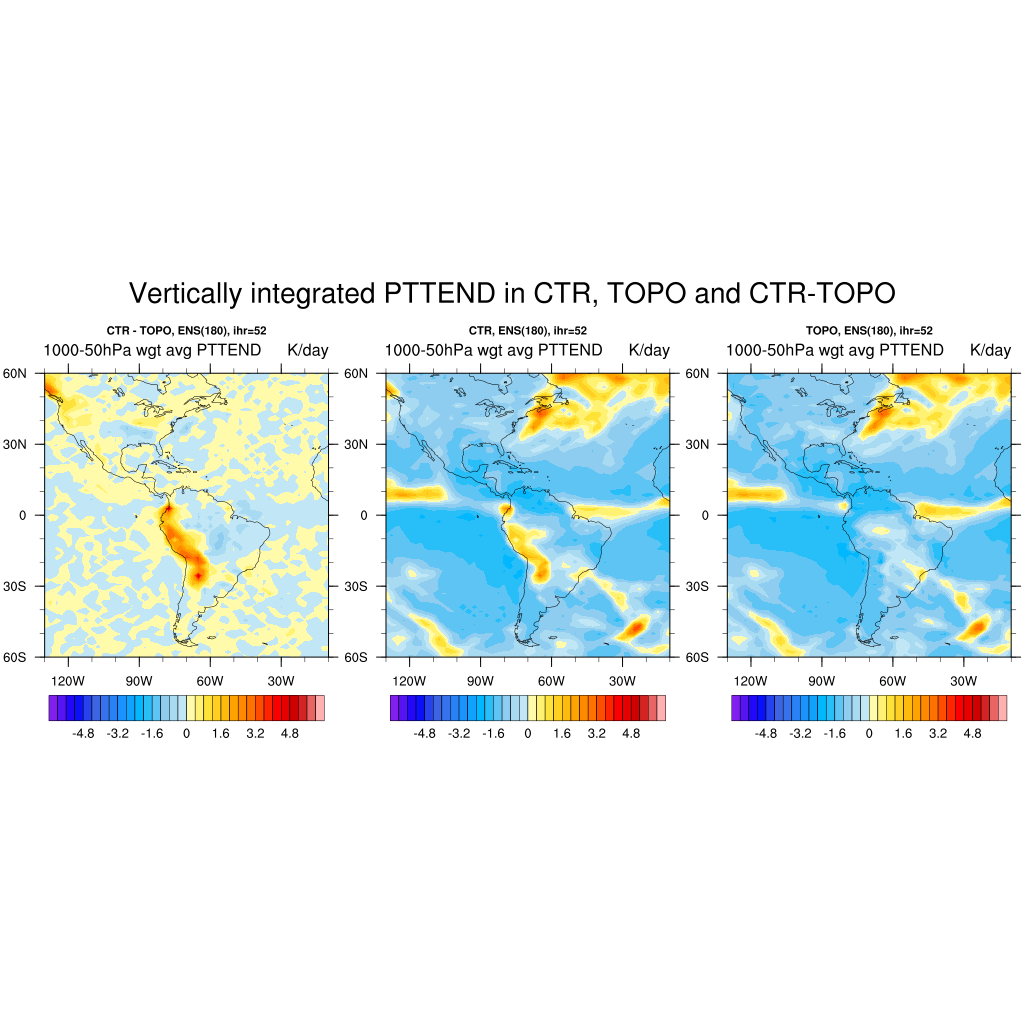 Vertically integrated PTTEND in CTR, TOPO and CTR-TOPO
CTR - TOPO, ENS(180), ihr=52
1000-50hPa wgt avg PTTEND K/day
60N
30N
0
30S
60S
120W 90W 60W 30W
-4.8 -3.2 -1.6 0 1.6 3.2 4.8
CTR, ENS(180), ihr=52
1000-50hPa wgt avg PTTEND K/day
60N
30N
0
30S
60S
120W 90W 60W 30W
-4.8 -3.2 -1.6 0 1.6 3.2 4.8
TOPO, ENS(180), ihr=52
1000-50hPa wgt avg PTTEND K/day
60N
30N
0
30S
60S
120W 90W 60W 30W
-4.8 -3.2 -1.6 0 1.6 3.2 4.8